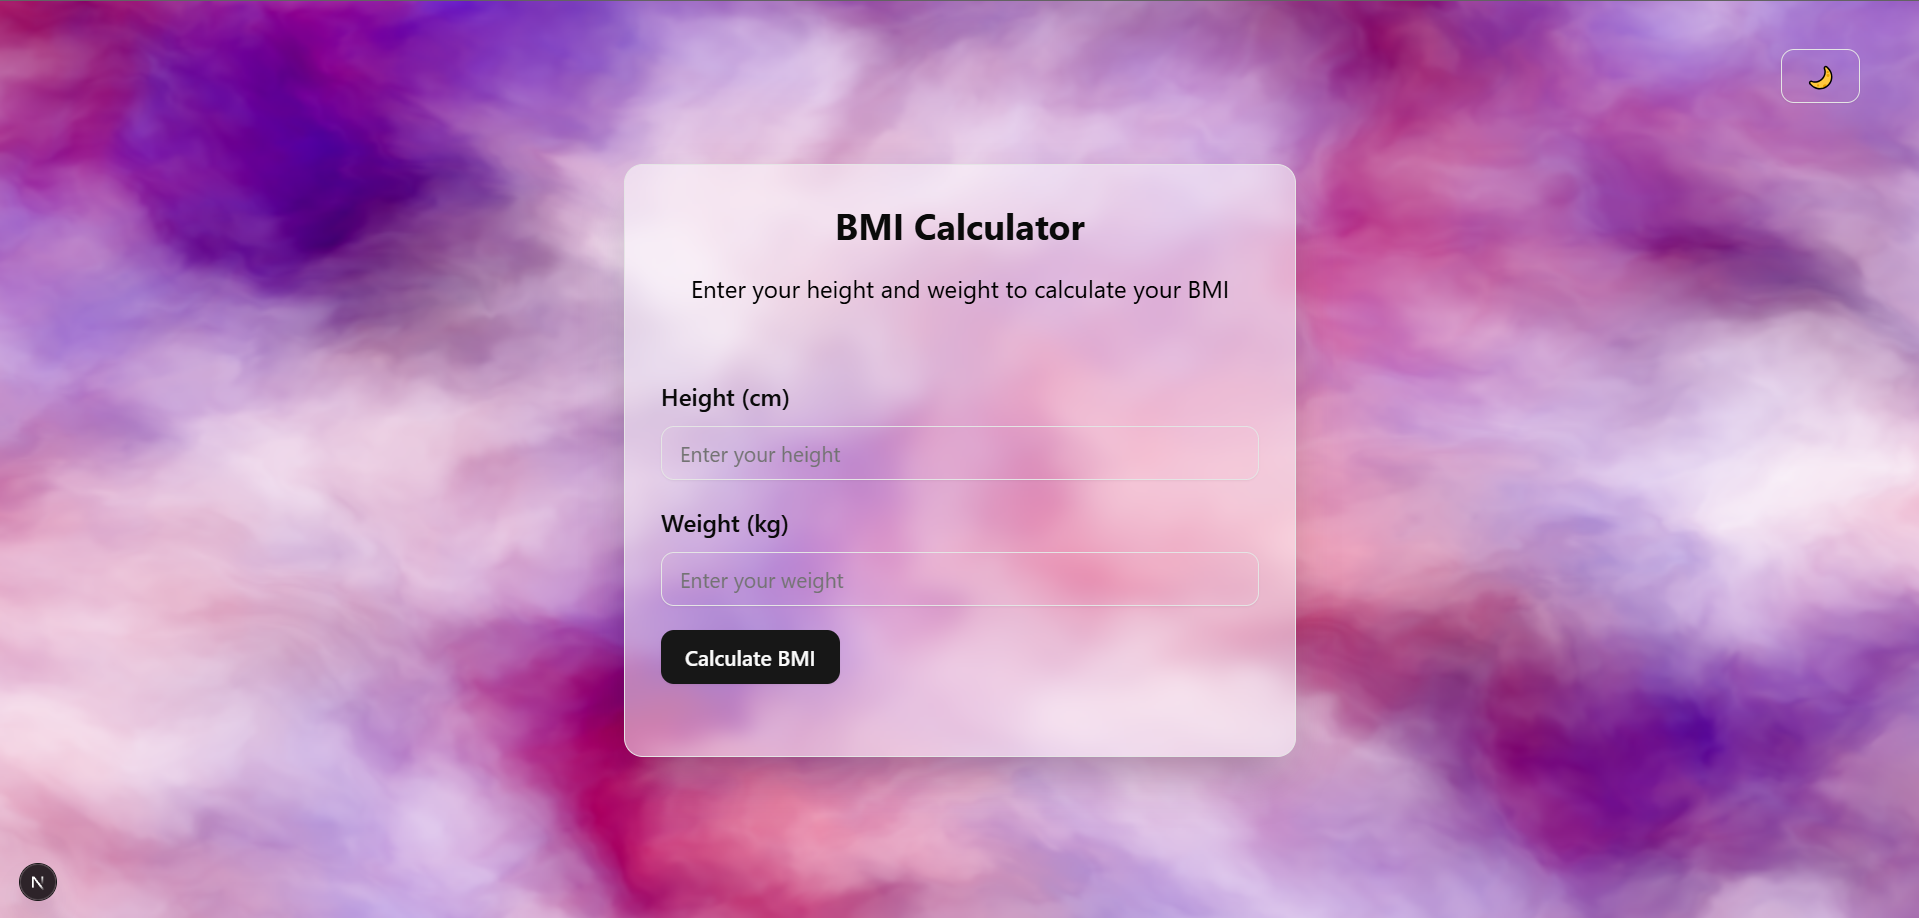 BMI Calculator
Enter your height and weight to calculate your BMI
Height (cm)
Enter your height
Weight (kg)
Enter your weight
Calculate BMI
N